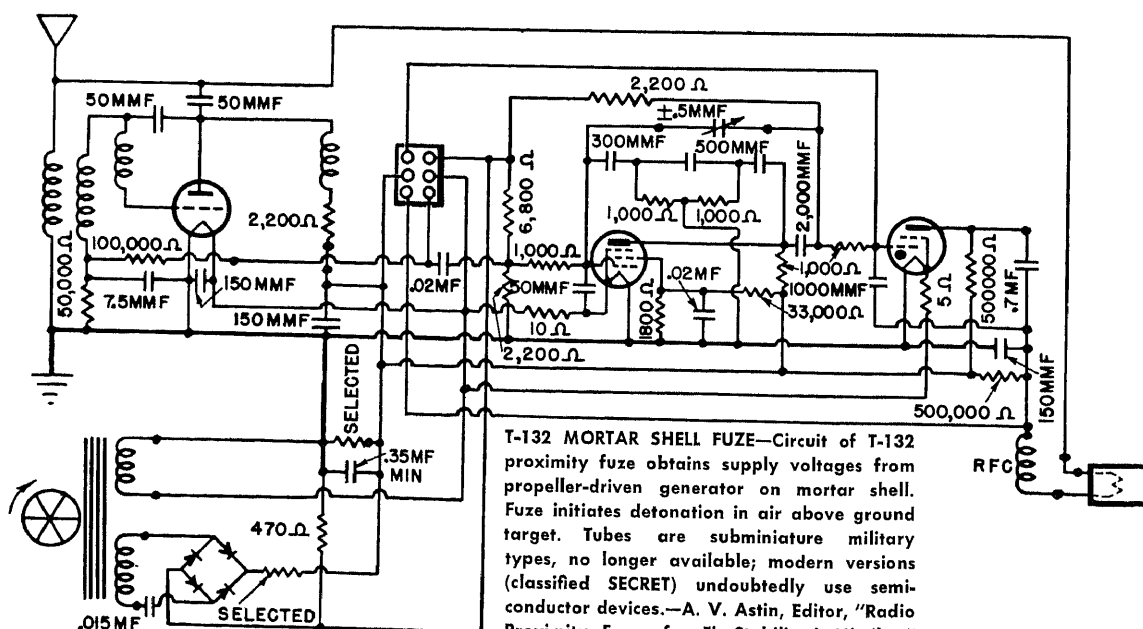 50MMF
50MMF
2,200Ω
±.5MMF
300MMF
500MMF
2,000MMF
6,800 Ω
1,000Ω
1,000Ω
2,200Ω
100,000Ω
50,000Ω
7.5MMF
150MMF
150MMF
.02MF
1,000Ω
50MMF
10 Ω
2,200Ω
1800Ω
.02MF
1,000Ω
1000MMF
33,000Ω
5Ω
500000Ω
.7MF
150MMF
500,000 Ω
SELECTED
.35MF
MIN
RFC
470Ω
SELECTED
.015MF
T-132 MORTAR SHELL FUZE—Circuit of T-132
proximity fuze obtains supply voltages from
propeller-driven generator on mortar shell.
Fuze initiates detonation in air above ground
target. Tubes are subminiature military
types, no longer available; modern versions
(classified SECRET) undoubtedly use semi-
conductor devices.—A. V. Astin, Editor, "Radio